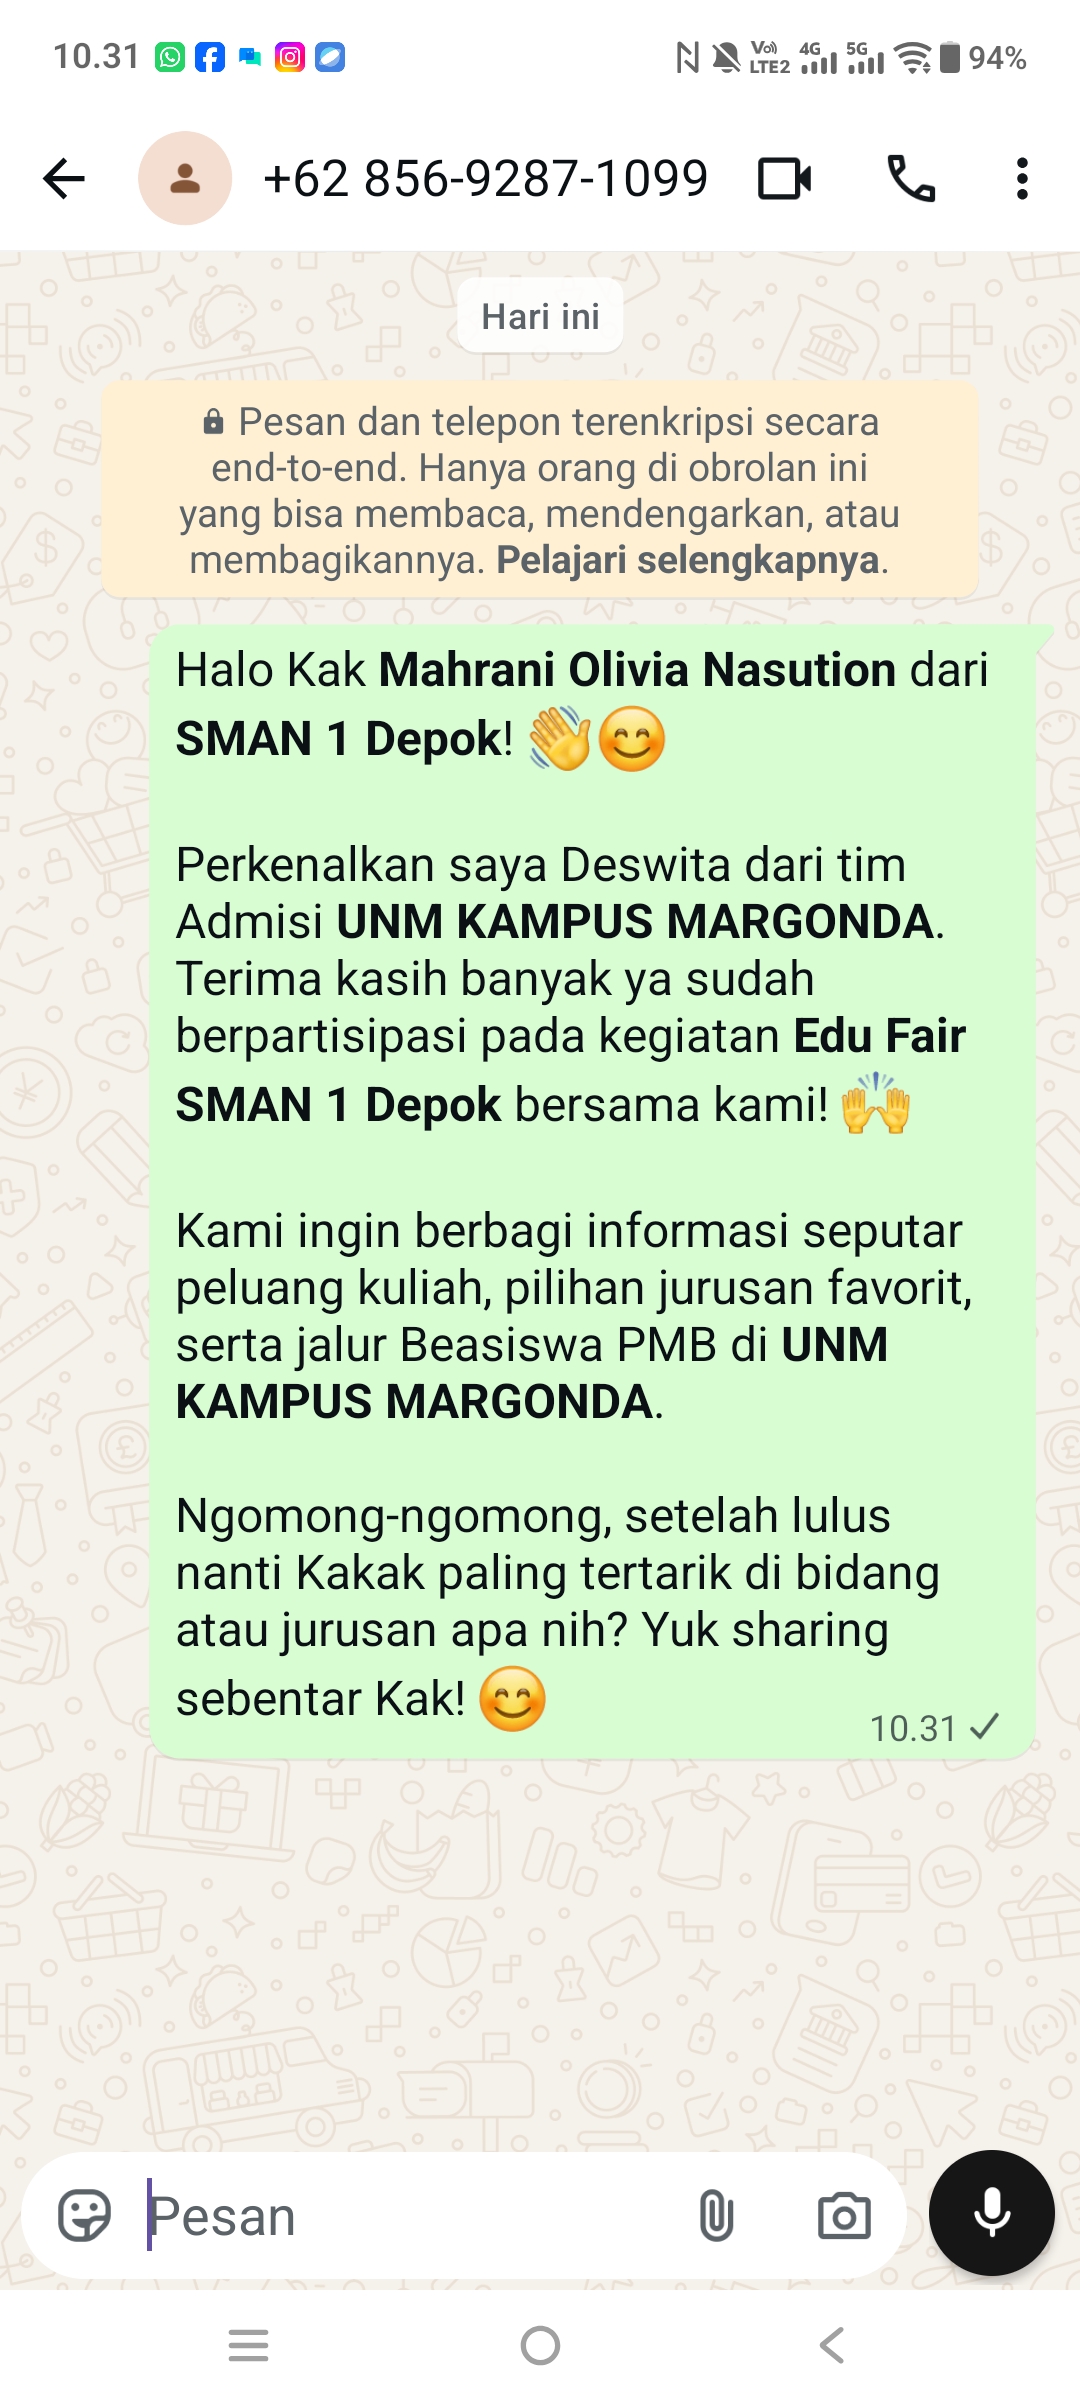 10.31
Vo) LTE2 4G 5G 94%
+62 856-9287-1099
Hari ini
Pesan dan telepon terenkripsi secara
end-to-end. Hanya orang di obrolan ini
yang bisa membaca, mendengarkan, atau
membagikannya. Pelajari selengkapnya.
Halo Kak Mahrani Olivia Nasution dari
SMAN 1 Depok! 👋😊
Perkenalkan saya Deswita dari tim
Admisi UNM KAMPUS MARGONDA.
Terima kasih banyak ya sudah
berpartisipasi pada kegiatan Edu Fair
SMAN 1 Depok bersama kami! 🙌
Kami ingin berbagi informasi seputar
peluang kuliah, pilihan jurusan favorit,
serta jalur Beasiswa PMB di UNM
KAMPUS MARGONDA.
Ngomong-ngomong, setelah lulus
nanti Kakak paling tertarik di bidang
atau jurusan apa nih? Yuk sharing
sebentar Kak! 😊
10.31
Pesan